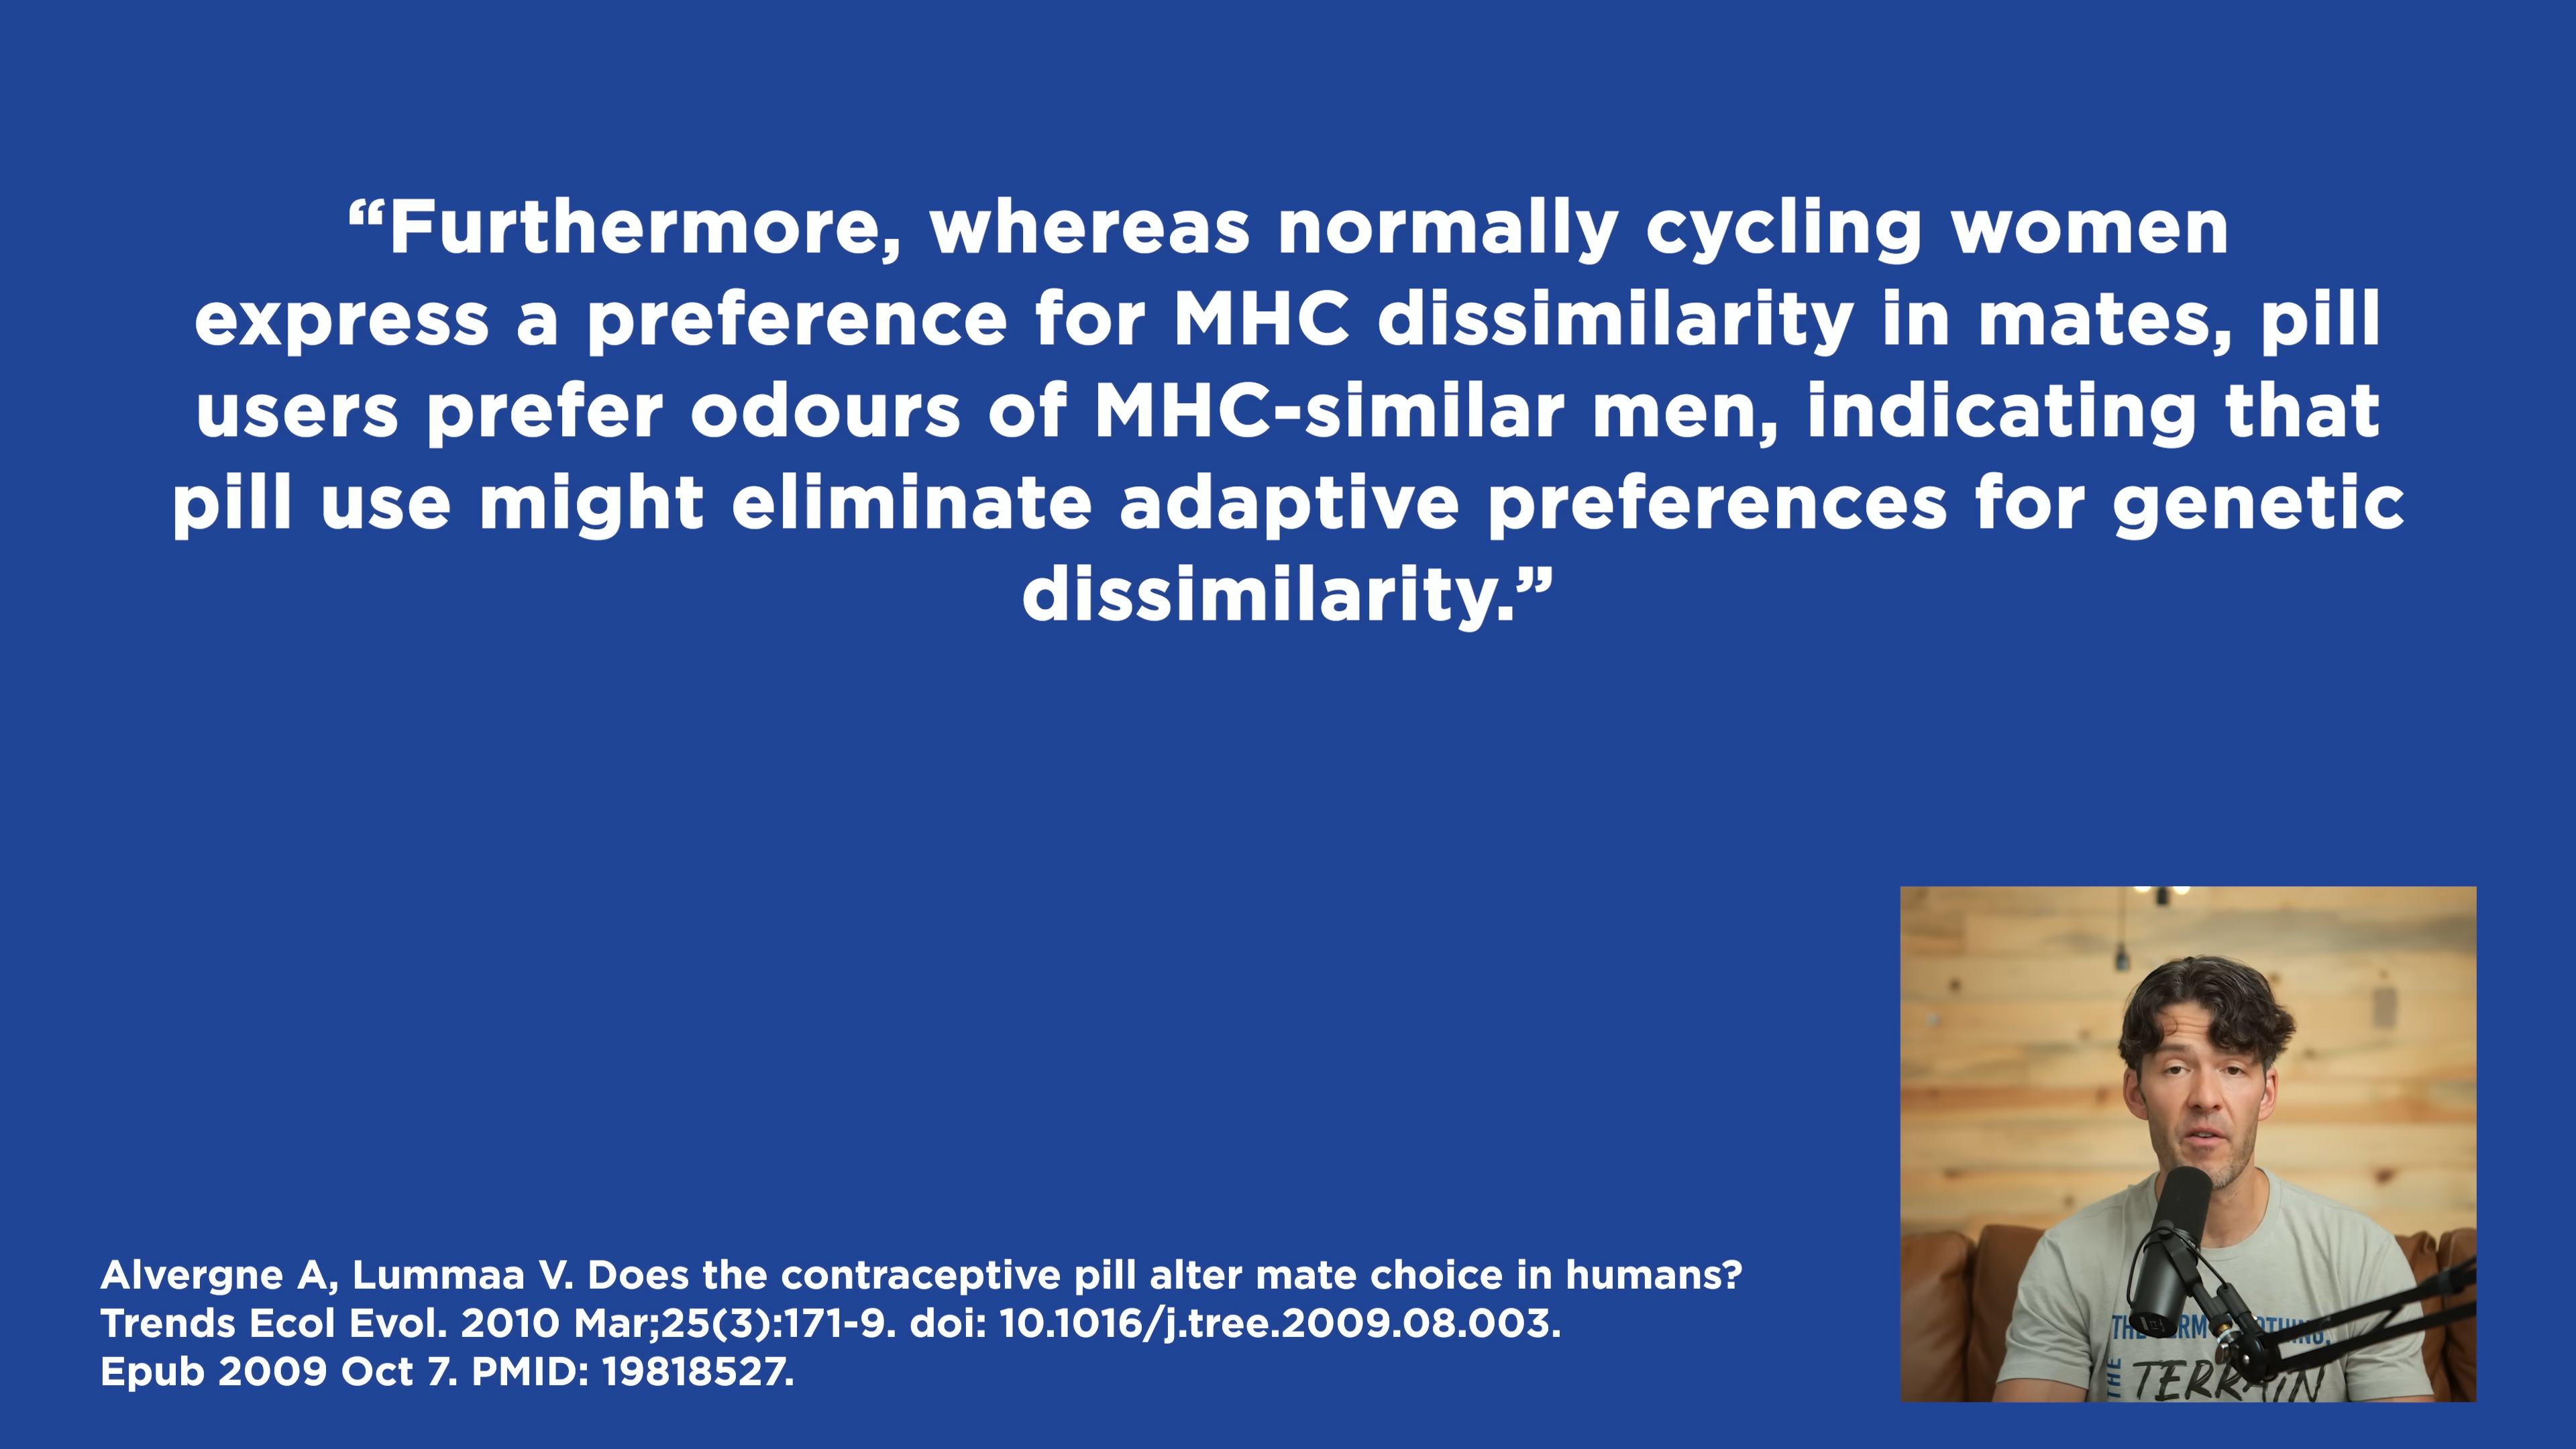 “Furthermore, whereas normally cycling women
express a preference for MHC dissimilarity in mates, pill
users prefer odours of MHC-similar men, indicating that
pill use might eliminate adaptive preferences for genetic
dissimilarity.”
Alvergne A, Lummaa V. Does the contraceptive pill alter mate choice in humans?
Trends Ecol Evol. 2010 Mar;25(3):171-9. doi: 10.1016/j.tree.2009.08.003.
Epub 2009 Oct 7. PMID: 19818527.
THE
TERRAIN